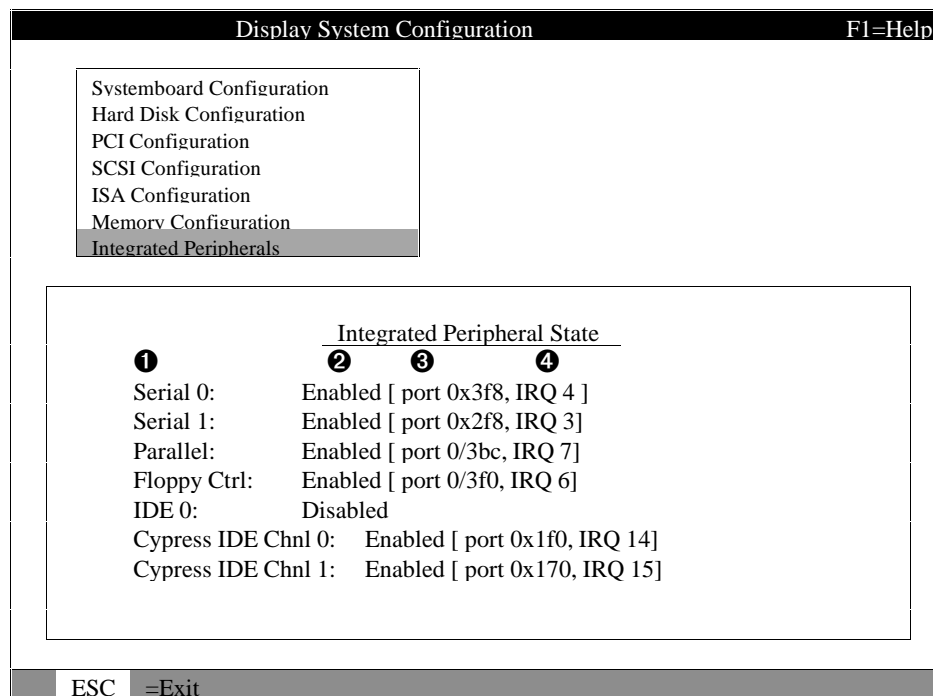 Display System Configuration F1=Help
Systemboard Configuration
Hard Disk Configuration
PCI Configuration
SCSI Configuration
ISA Configuration
Memory Configuration
Integrated Peripherals
Integrated Peripheral State
❶ ❷ ❸ ❹
Serial 0: Enabled [ port 0x3f8, IRQ 4 ]
Serial 1: Enabled [ port 0x2f8, IRQ 3]
Parallel: Enabled [ port 0/3bc, IRQ 7]
Floppy Ctrl: Enabled [ port 0/3f0, IRQ 6]
IDE 0: Disabled
Cypress IDE Chnl 0: Enabled [ port 0x1f0, IRQ 14]
Cypress IDE Chnl 1: Enabled [ port 0x170, IRQ 15]
ESC =Exit